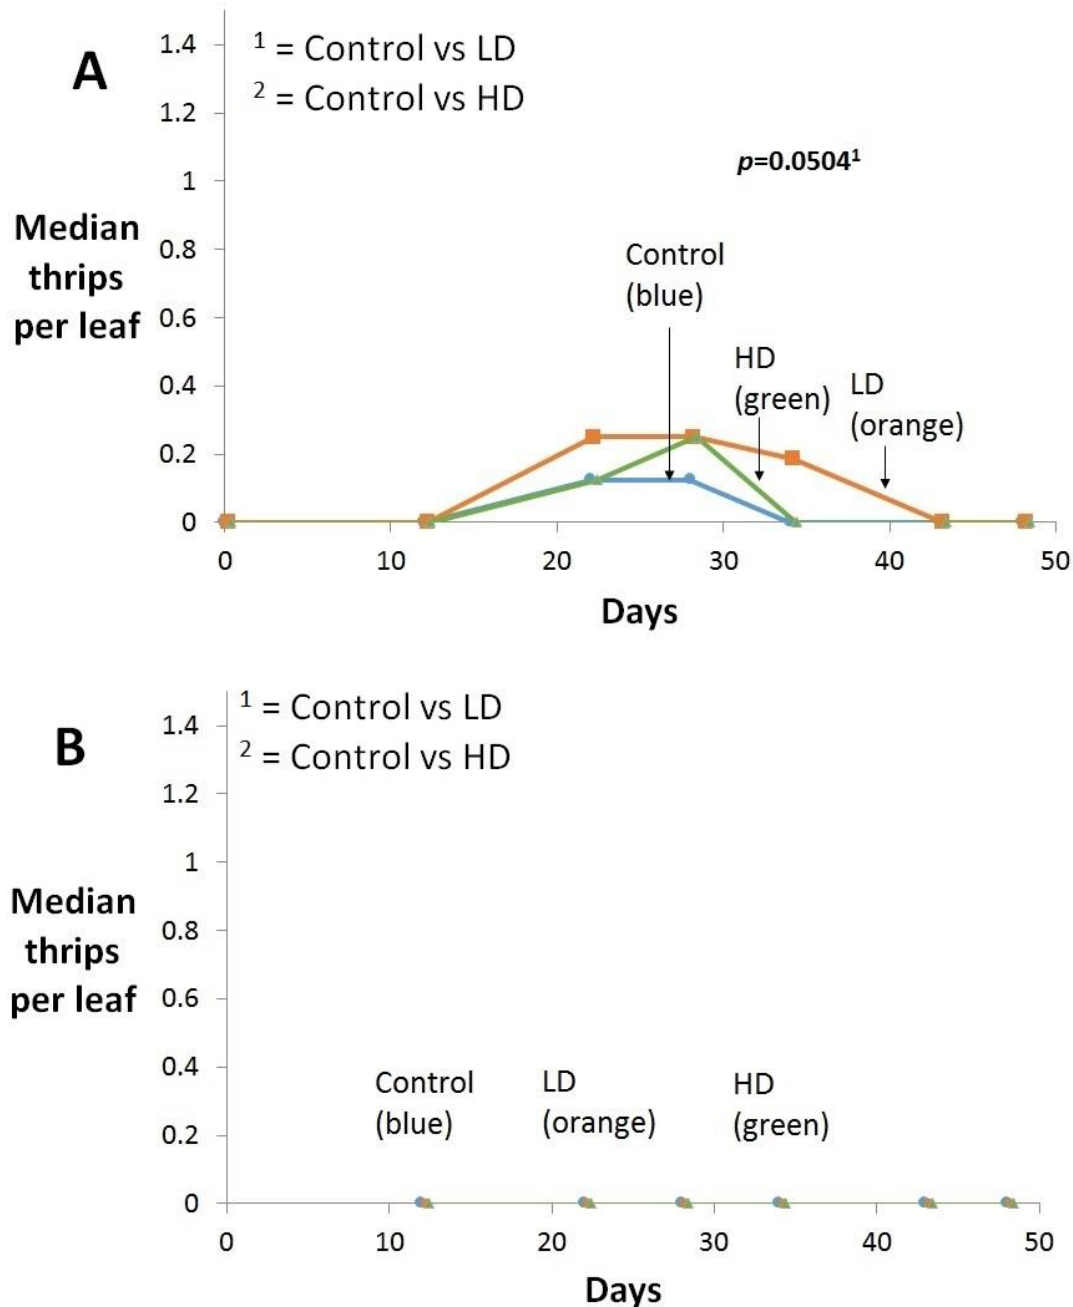 A
¹ = Control vs LD
² = Control vs HD
p=0.0504¹
Median
thrips
per leaf
1.4
1.2
1
0.8
0.6
0.4
0.2
0
Control
(blue)
HD
(green)
LD
(orange)
0 10 20 30 40 50
Days
B
¹ = Control vs LD
² = Control vs HD
Median
thrips
per leaf
1.4
1.2
1
0.8
0.6
0.4
0.2
0
Control
(blue)
LD
(orange)
HD
(green)
0 10 20 30 40 50
Days